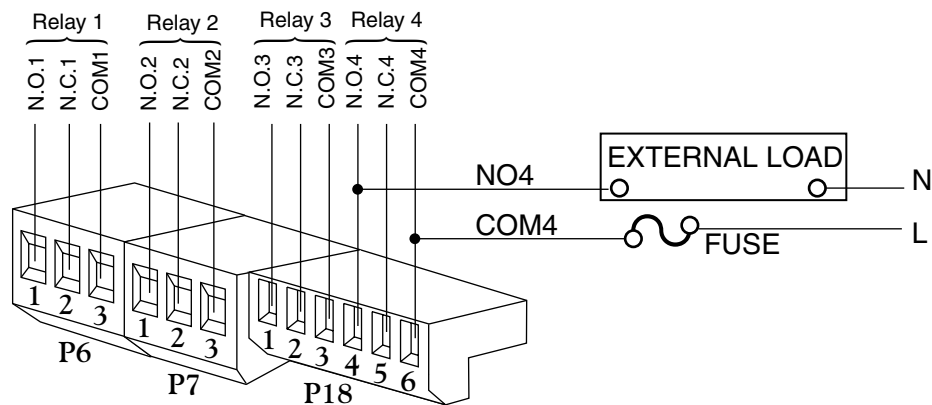 Relay 1 Relay 2 Relay 3 Relay 4
N.O.1 N.C.1 COM1 N.O.2 N.C.2 COM2 N.O.3 N.C.3 COM3 N.O.4 N.C.4 COM4
EXTERNAL LOAD
NO4 N
COM4 FUSE L
1 2 3 1 2 3 1 2 3 4 5 6
P6 P7 P18